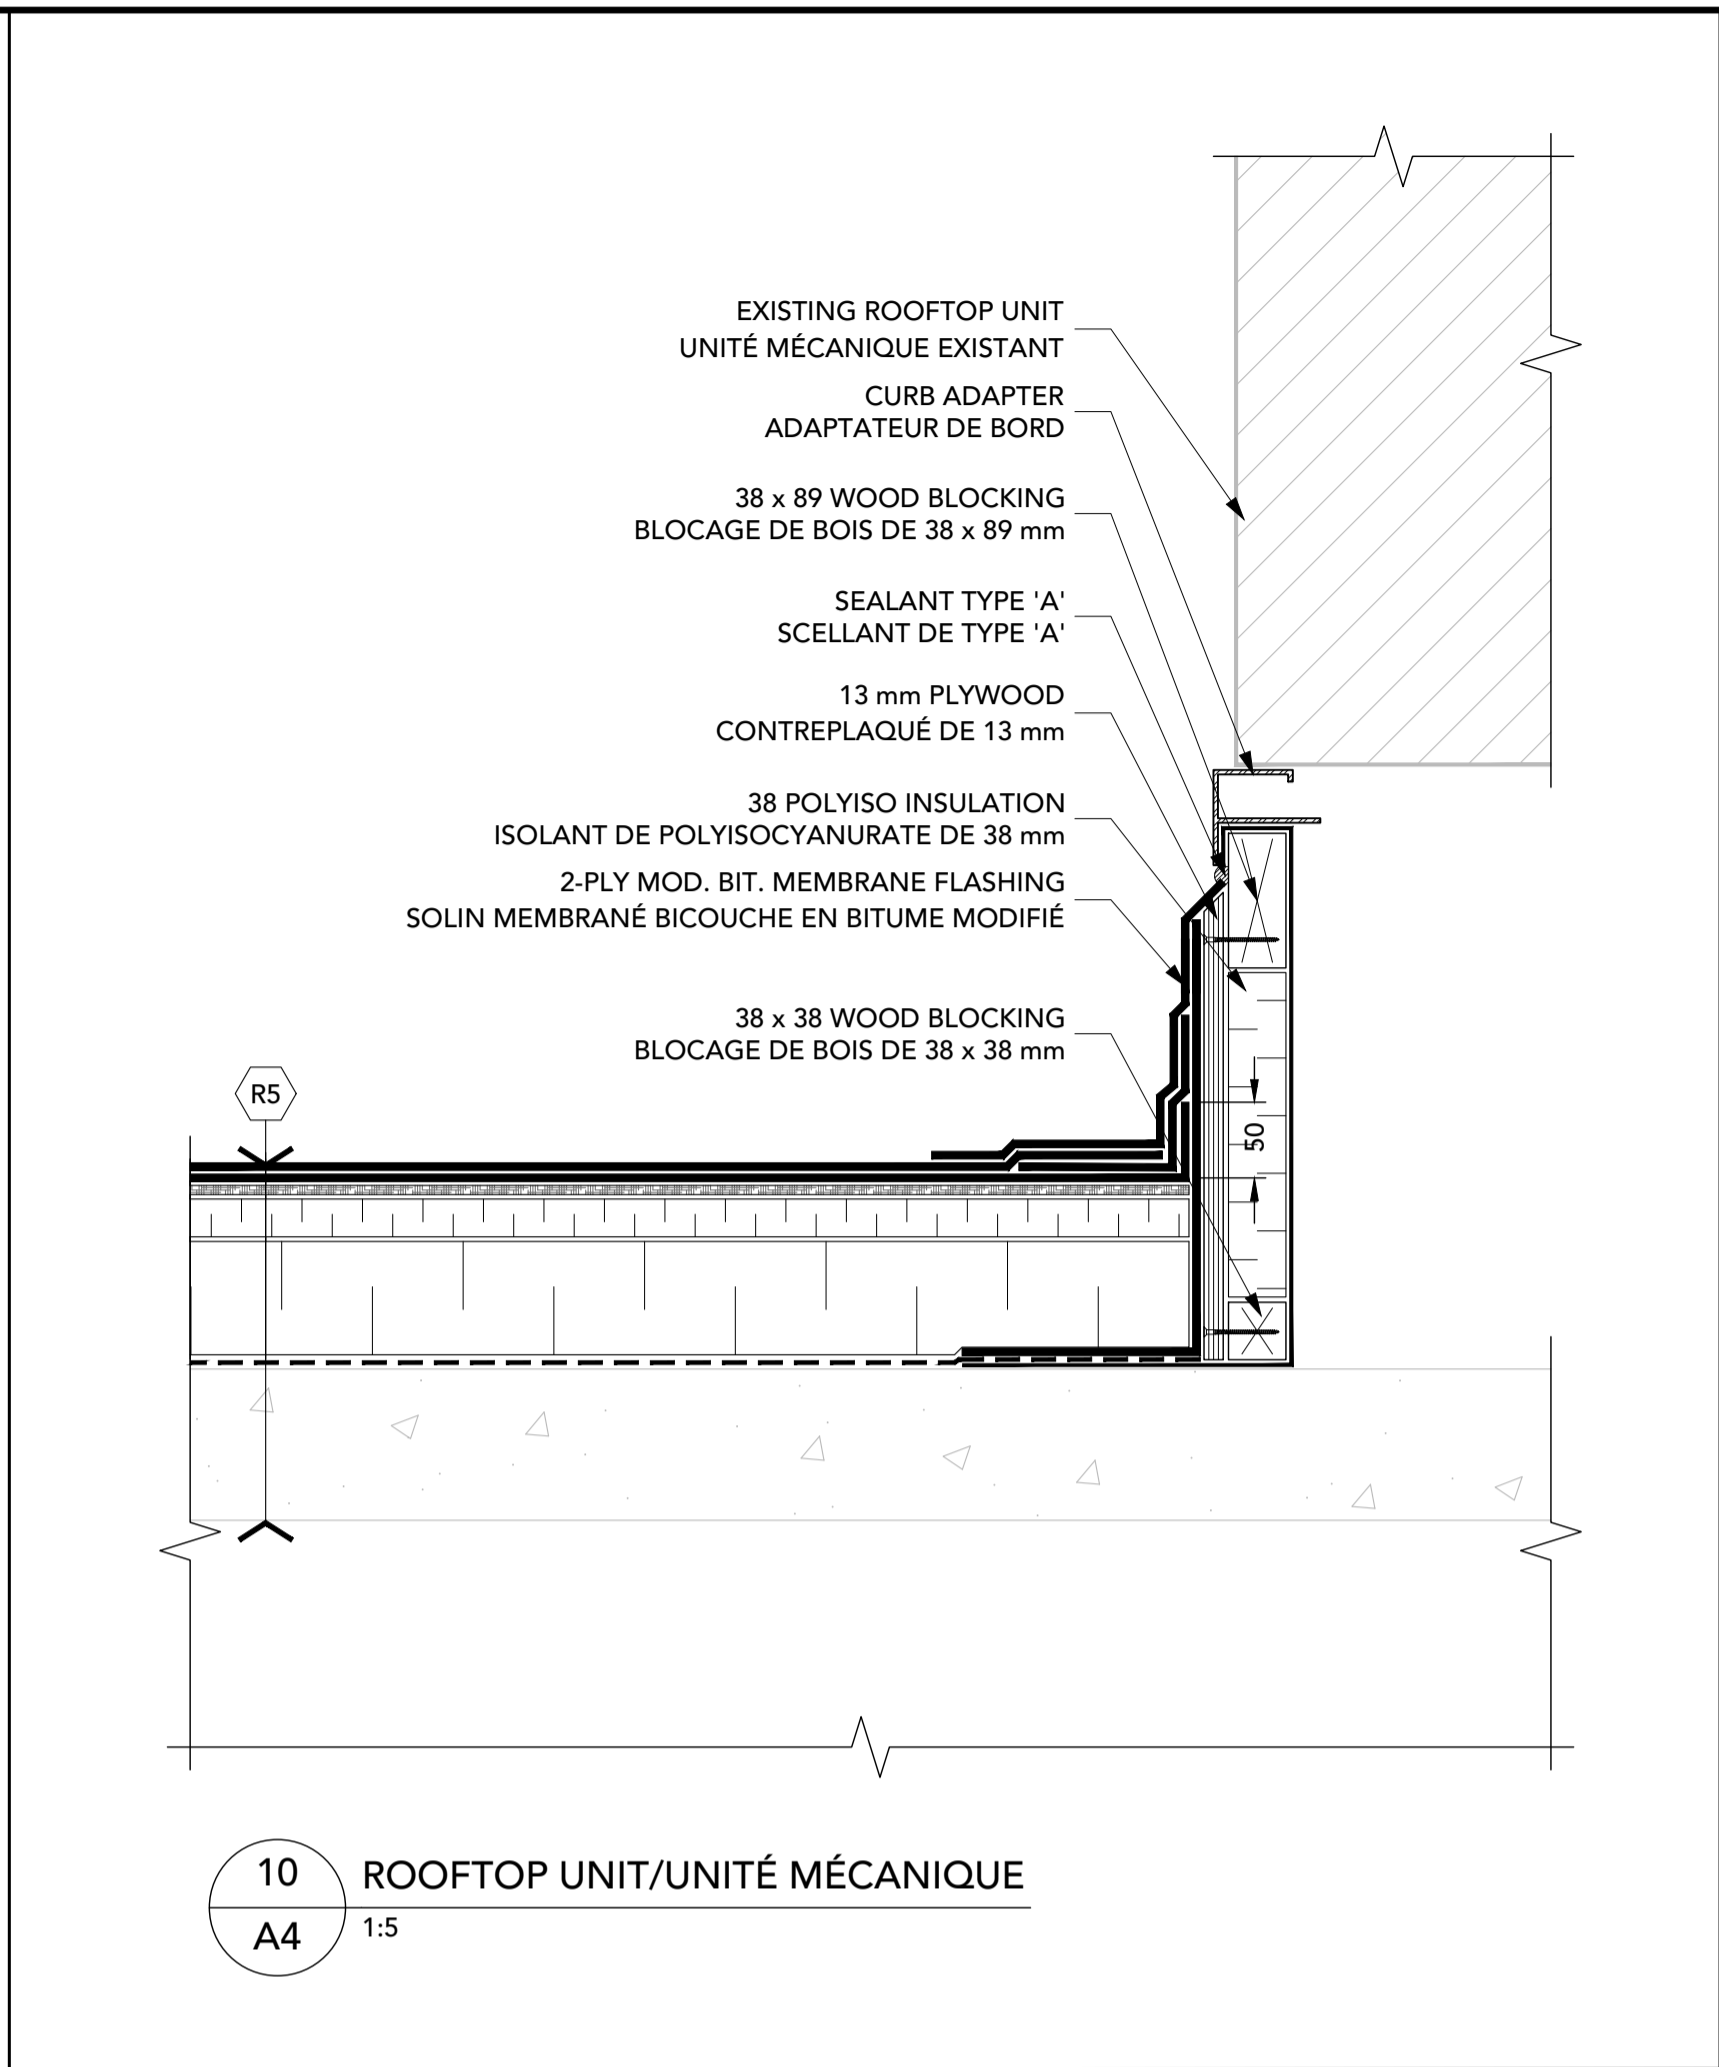 EXISTING ROOFTOP UNIT
UNITÉ MÉCANIQUE EXISTANT
CURB ADAPTER
ADAPTATEUR DE BORD
38 x 89 WOOD BLOCKING
BLOCAGE DE BOIS DE 38 x 89 mm
SEALANT TYPE 'A'
SCELLANT DE TYPE 'A'
13 mm PLYWOOD
CONTREPLAQUÉ DE 13 mm
38 POLYISO INSULATION
ISOLANT DE POLYISOCYANURATE DE 38 mm
2-PLY MOD. BIT. MEMBRANE FLASHING
SOLIN MEMBRANÉ BICOUCHE EN BITUME MODIFIÉ
38 x 38 WOOD BLOCKING
BLOCAGE DE BOIS DE 38 x 38 mm
R5
50
10
A4
ROOFTOP UNIT/UNITÉ MÉCANIQUE
1:5